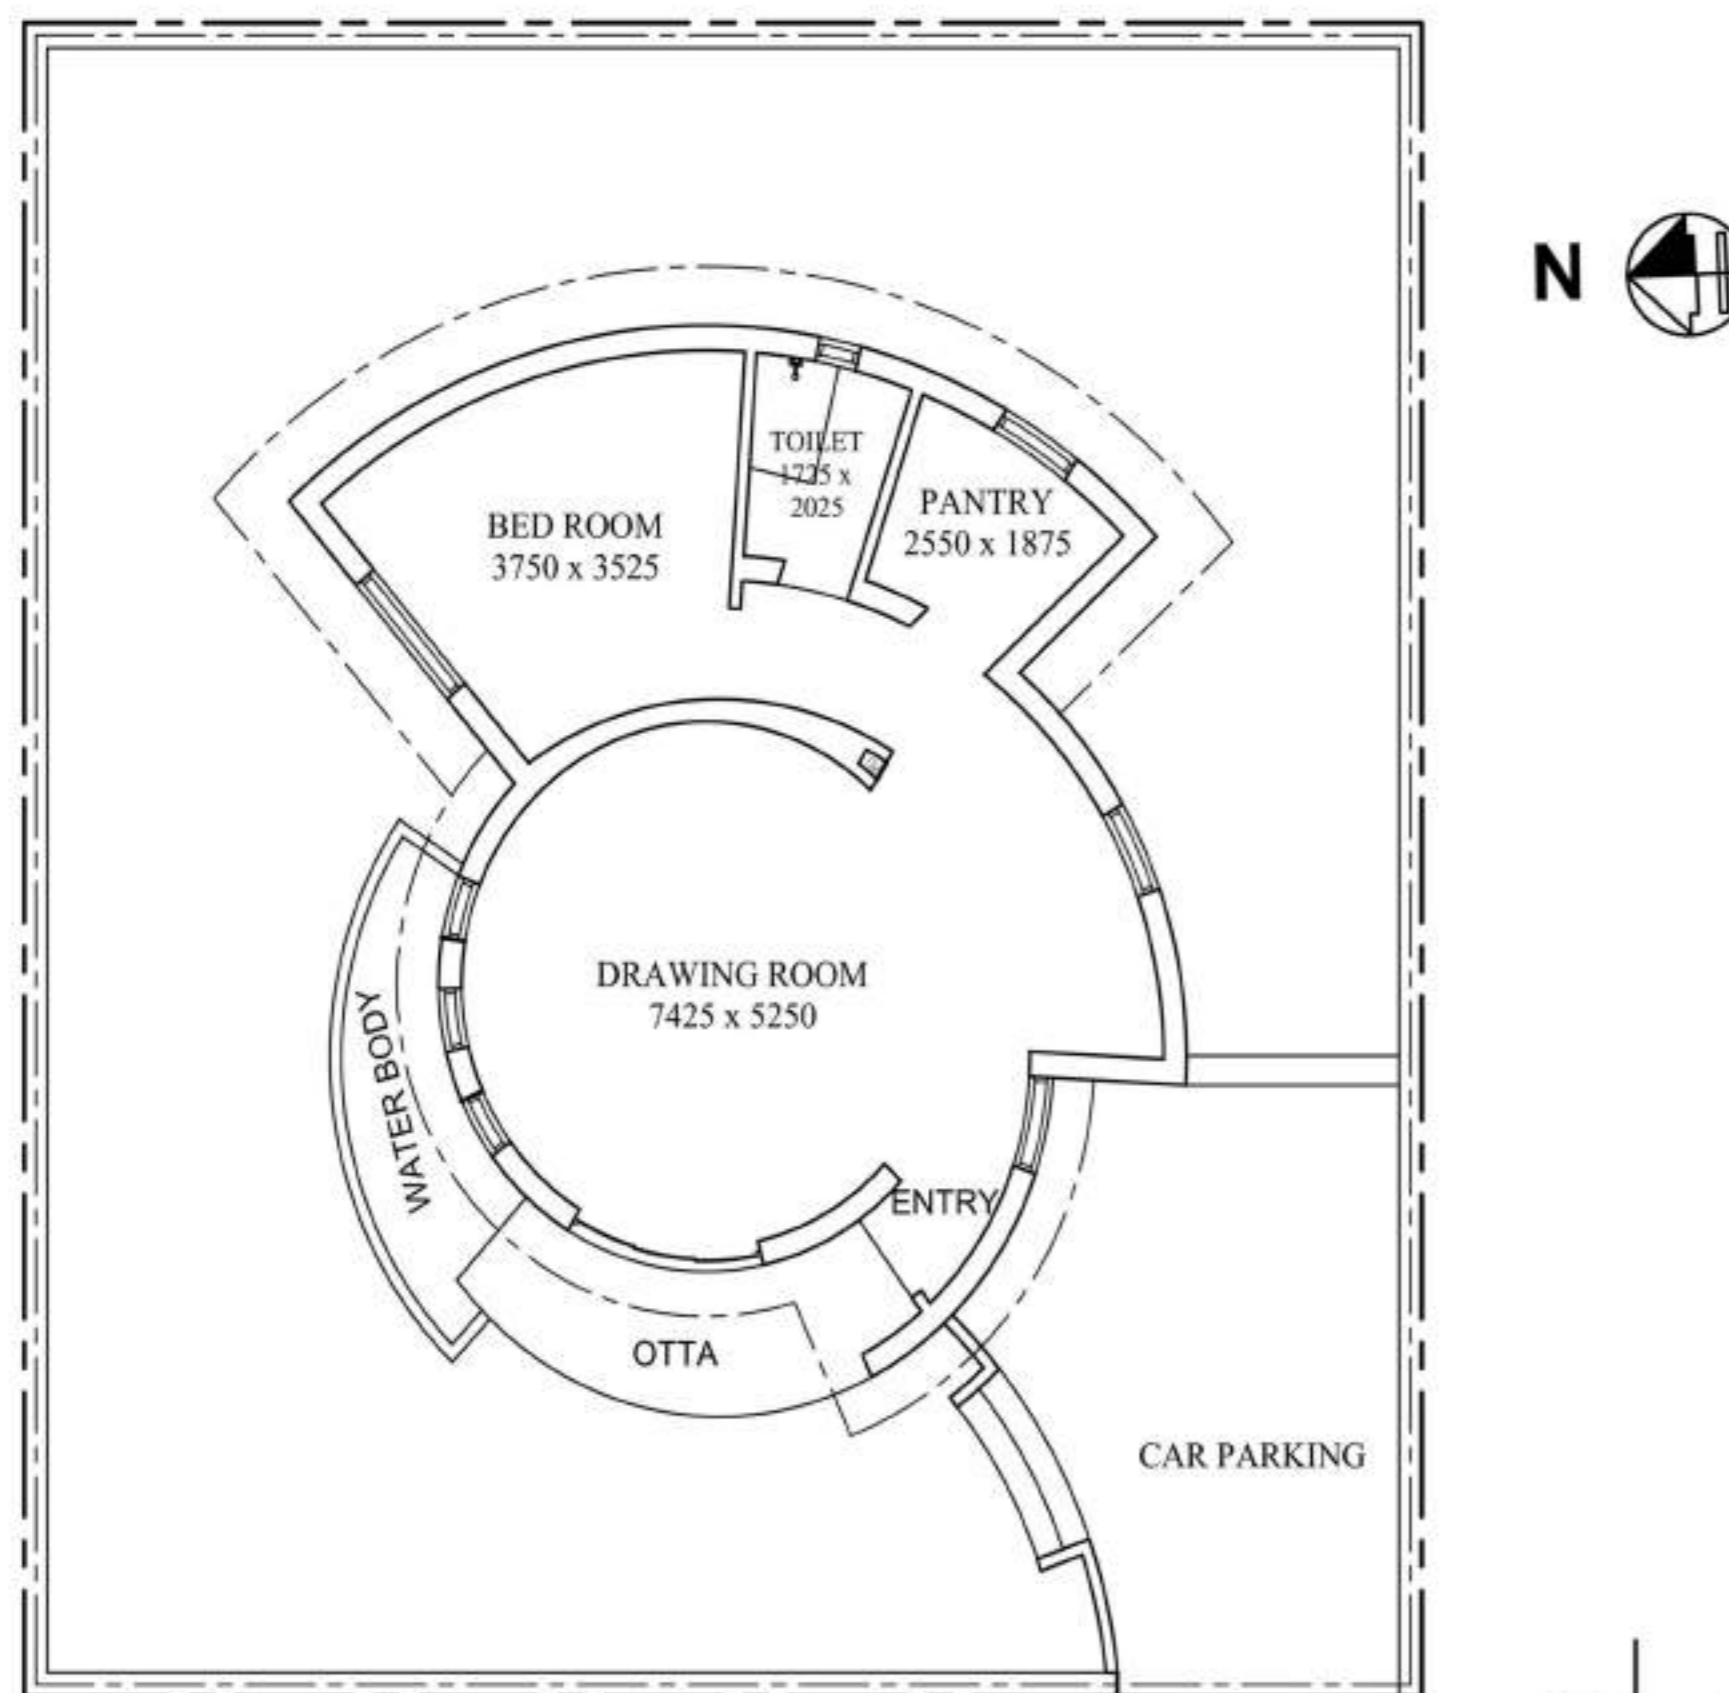 N
TOILET
1725 x
2025
PANTRY
2550 x 1875
BED ROOM
3750 x 3525
DRAWING ROOM
7425 x 5250
WATER BODY
ENTRY
OTTA
CAR PARKING